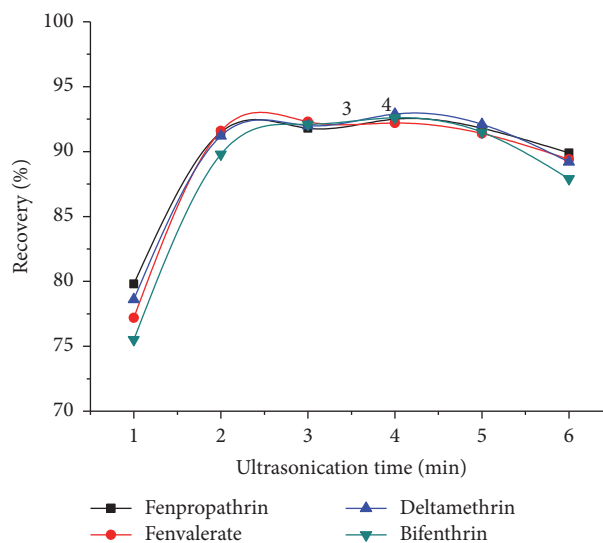 100
95
90
85
80
75
70
Recovery (%)
3 4
1 2 3 4 5 6
Ultrasonication time (min)
Fenpropathrin Deltamethrin
Fenvalerate Bifenthrin